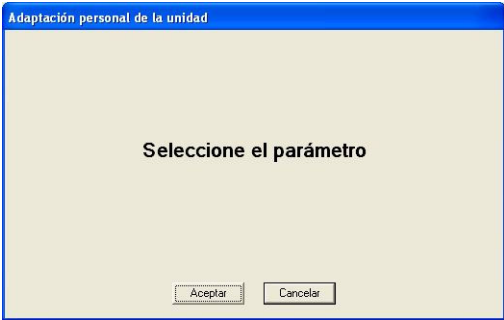 Adaptación personal de la unidad
Seleccione el parámetro
Aceptar
Cancelar